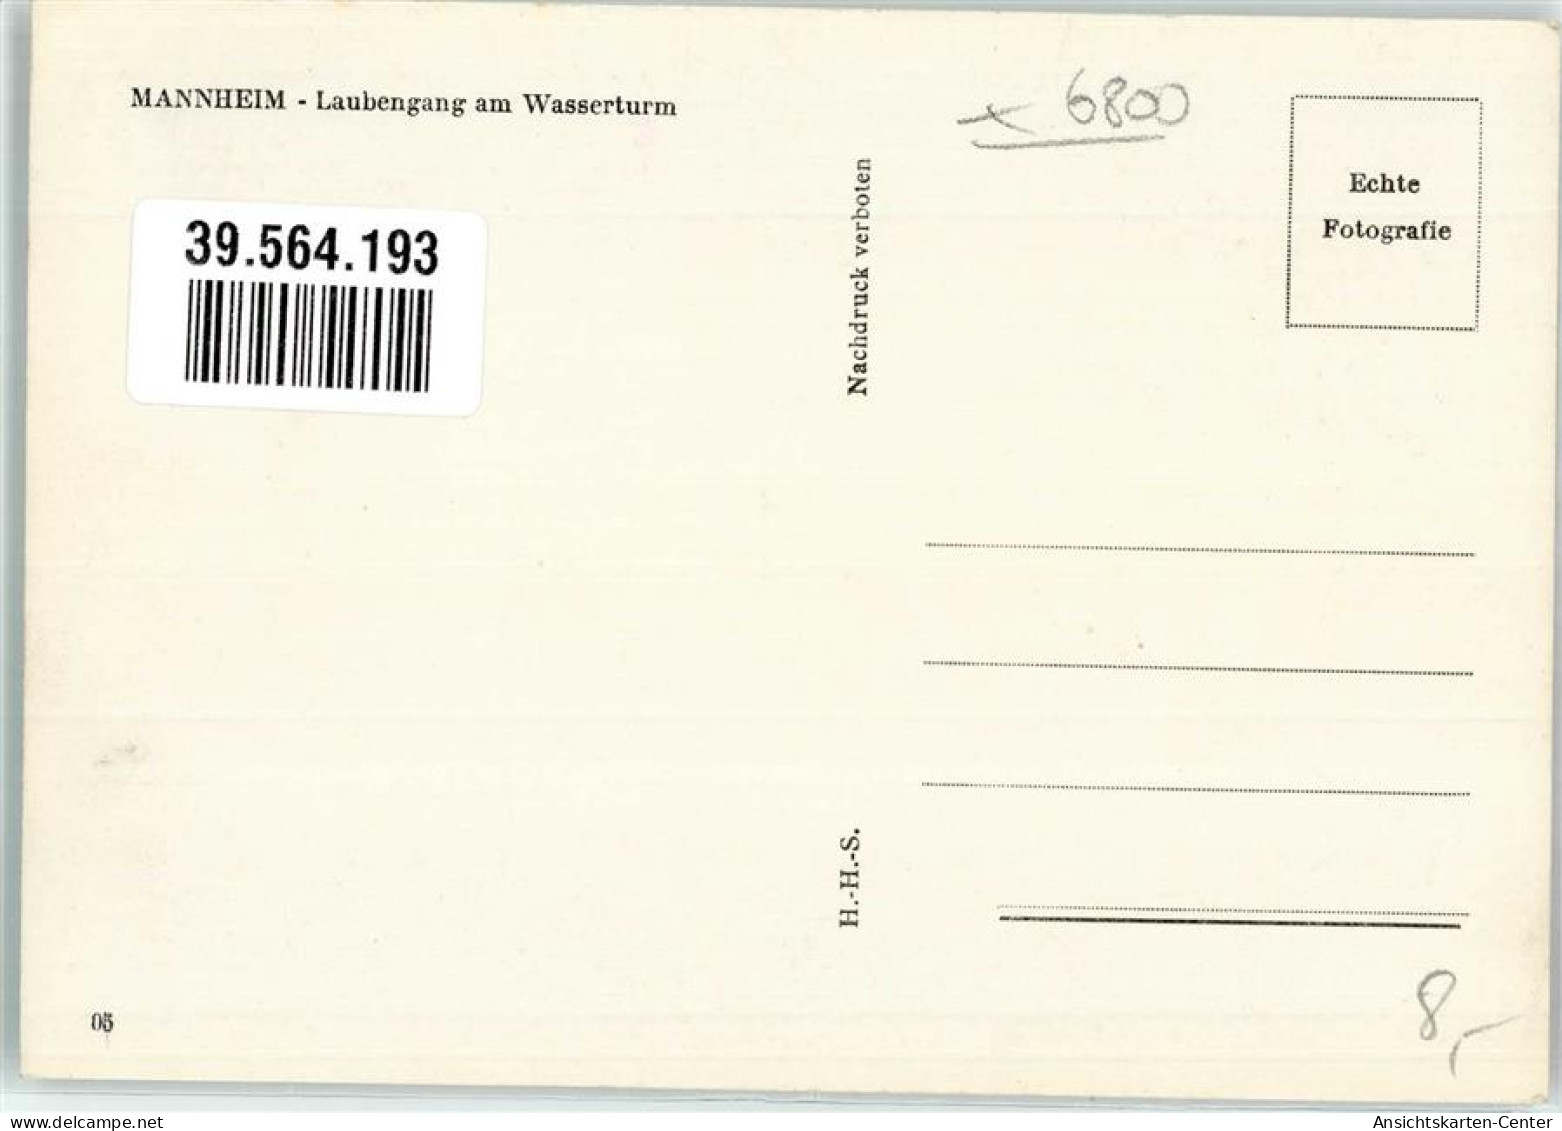 MANNHEIM - Laubengang am Wasserturm
39.564.193
6800
Nachdruck verboten
Echte
Fotografie
H.-H.-S.
05
8,-
www.delcampe.net
Ansichtskarten-Center